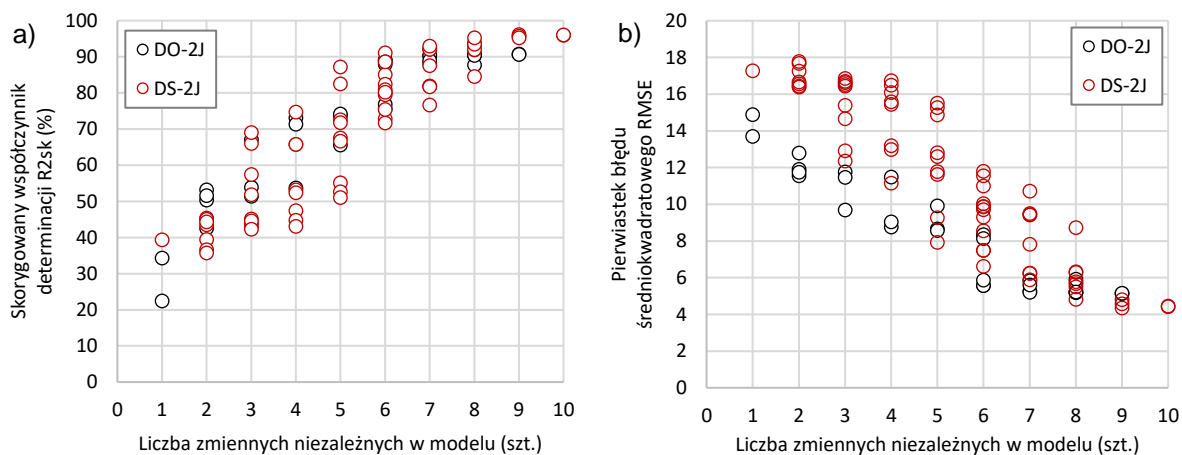 a)
Skorygowany współczynnik
determinacji R2sk (%)
100
90
80
70
60
50
40
30
20
10
0
DO-2J
DS-2J
0 1 2 3 4 5 6 7 8 9 10
Liczba zmiennych niezależnych w modelu (szt.)
b)
Pierwiastek błędu
średniokwadratowego RMSE
20
18
16
14
12
10
8
6
4
2
0
DO-2J
DS-2J
0 1 2 3 4 5 6 7 8 9 10
Liczba zmiennych niezależnych w modelu (szt.)